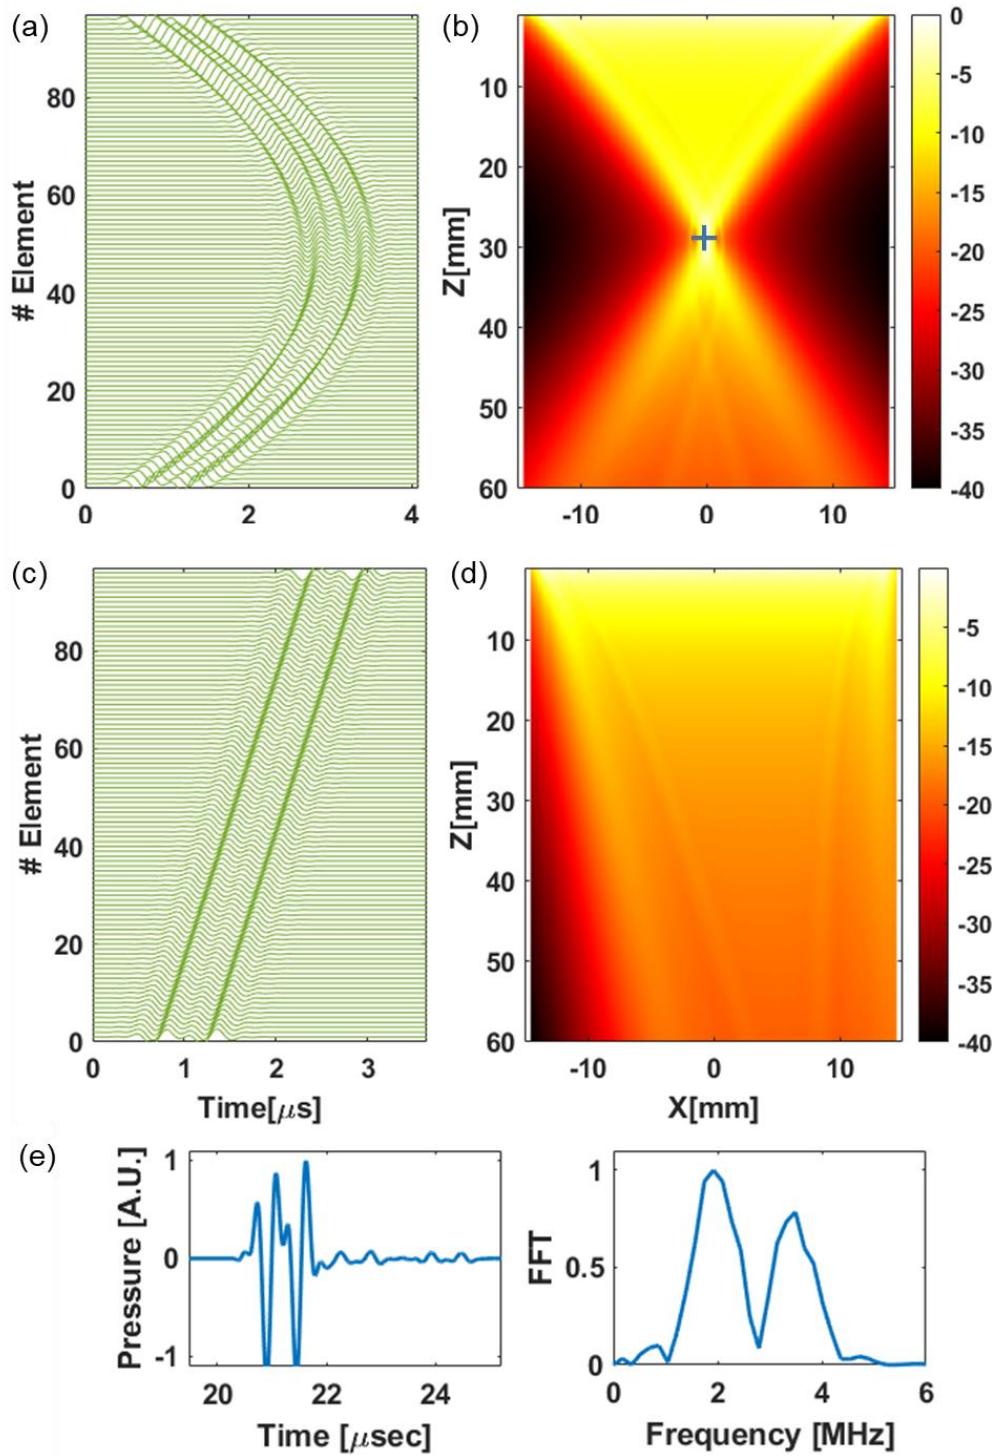 (a)
# Element
80
60
40
20
0
0 2 4
(b)
Z[mm]
10
20
30
40
50
60
-10 0 10
0
-5
-10
-15
-20
-25
-30
-35
-40
(c)
# Element
80
60
40
20
0
0 1 2 3
Time[μs]
(d)
Z[mm]
10
20
30
40
50
60
-10 0 10
X[mm]
-5
-10
-15
-20
-25
-30
-35
-40
(e)
Pressure [A.U.]
1
0
-1
20 22 24
Time [μsec]
FFT
1
0.5
0
0 2 4 6
Frequency [MHz]